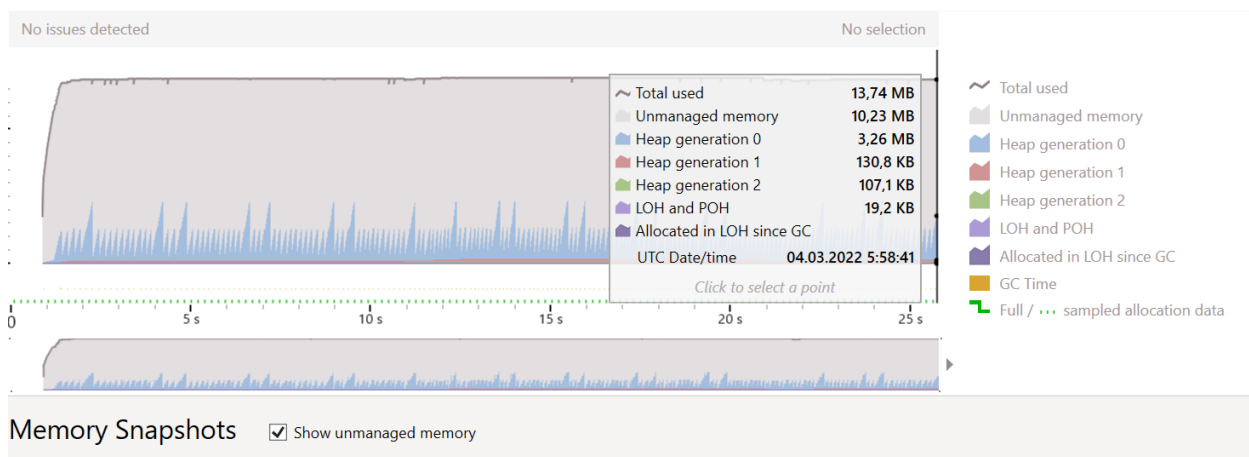 No issues detected No selection
Total used 13,74 MB
Unmanaged memory 10,23 MB
Heap generation 0 3,26 MB
Heap generation 1 130,8 KB
Heap generation 2 107,1 KB
LOH and POH 19,2 KB
Allocated in LOH since GC
UTC Date/time 04.03.2022 5:58:41
Click to select a point
Total used
Unmanaged memory
Heap generation 0
Heap generation 1
Heap generation 2
LOH and POH
Allocated in LOH since GC
GC Time
Full / ... sampled allocation data
0 5 s 10 s 15 s 20 s 25 s
Memory Snapshots Show unmanaged memory